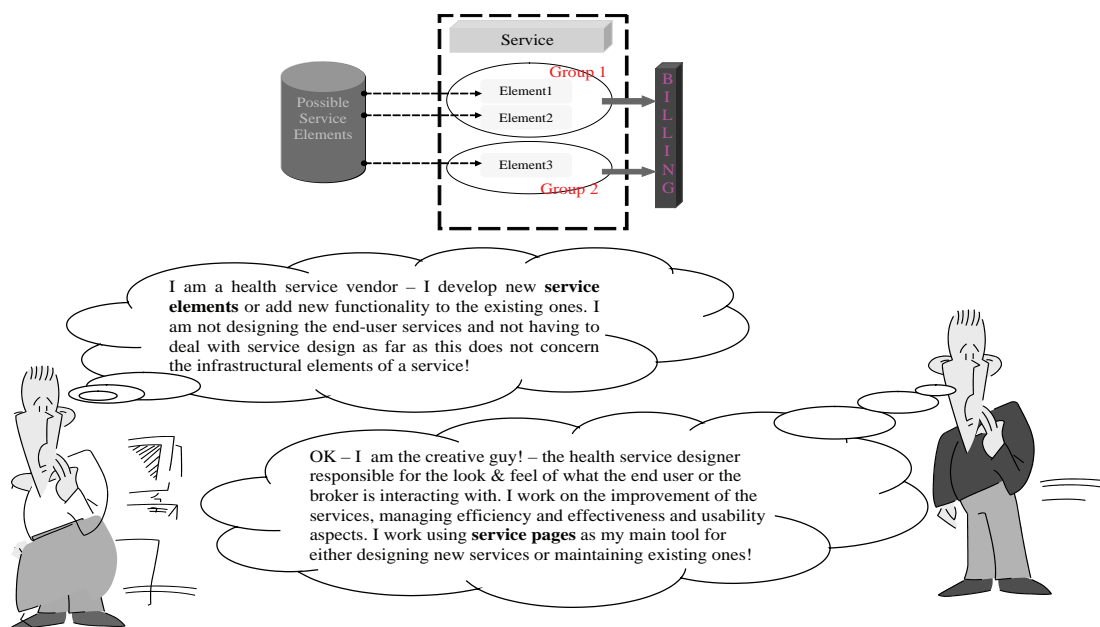 Service
Group 1
Possible
Service
Elements
Element1
Element2
Element3
Group 2
BILLING
I am a health service vendor – I develop new service
elements or add new functionality to the existing ones. I
am not designing the end-user services and not having to
deal with service design as far as this does not concern
the infrastructural elements of a service!
OK – I am the creative guy! – the health service designer
responsible for the look & feel of what the end user or the
broker is interacting with. I work on the improvement of the
services, managing efficiency and effectiveness and usability
aspects. I work using service pages as my main tool for
either designing new services or maintaining existing ones!